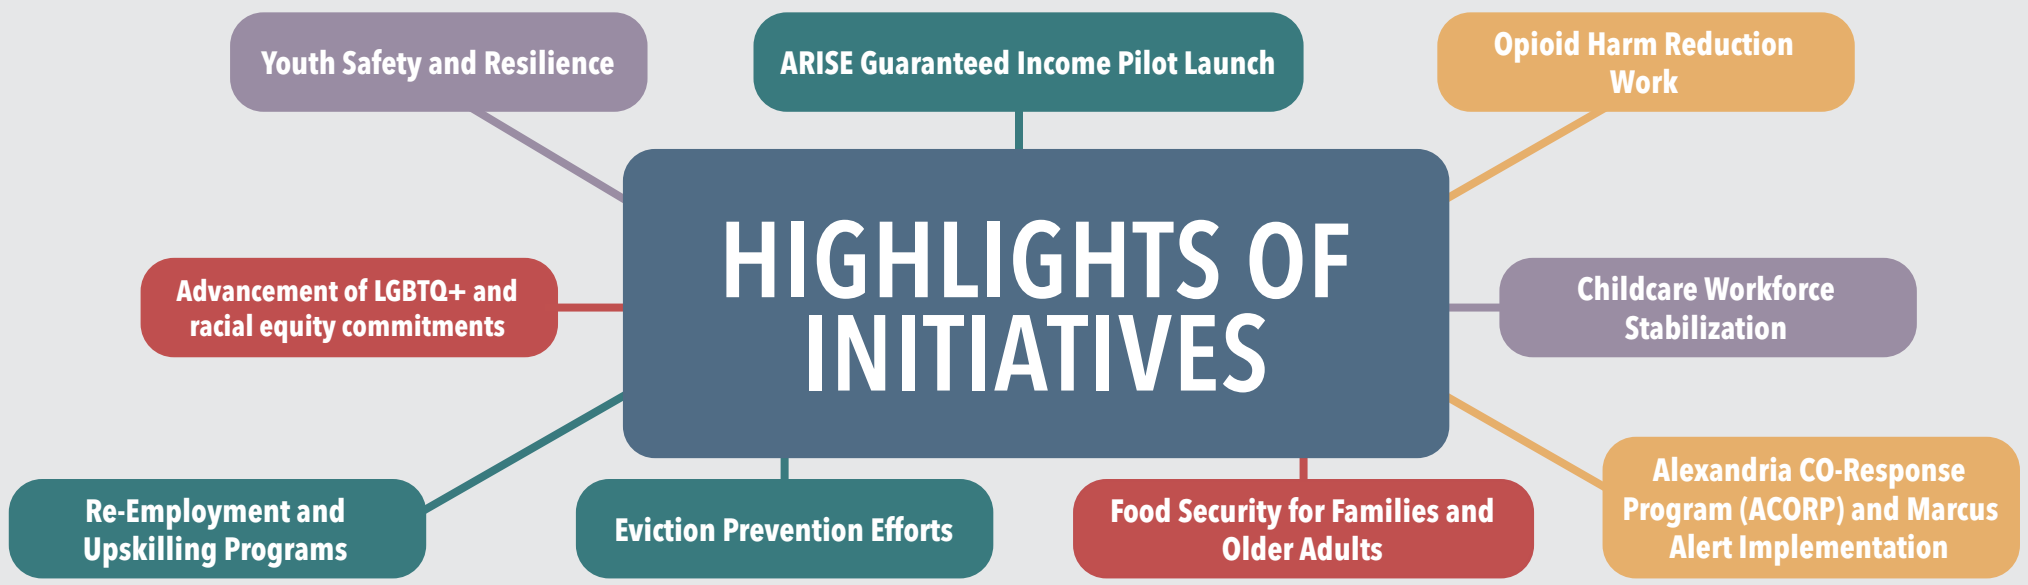 Youth Safety and Resilience
ARISE Guaranteed Income Pilot Launch
Opioid Harm Reduction
Work
HIGHLIGHTS OF
INITIATIVES
Advancement of LGBTQ+ and
racial equity commitments
Childcare Workforce
Stabilization
Re-Employment and
Upskilling Programs
Eviction Prevention Efforts
Food Security for Families and
Older Adults
Alexandria CO-Response
Program (ACORP) and Marcus
Alert Implementation